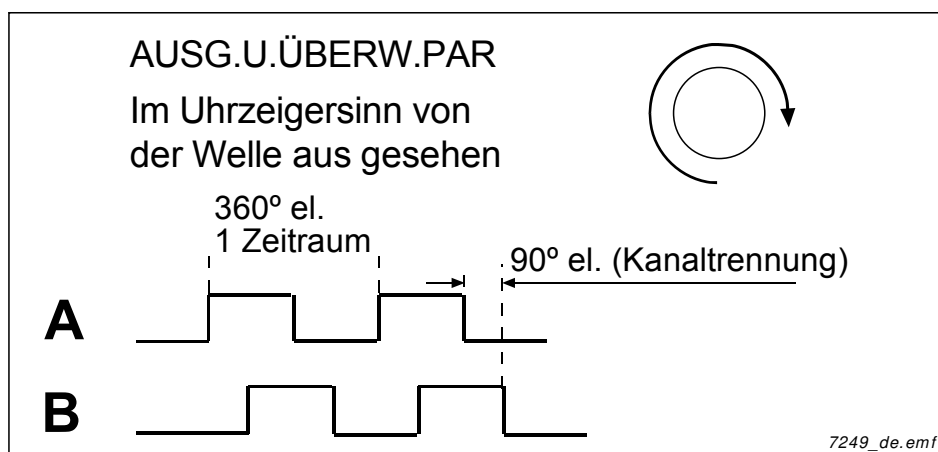 AUSG.U.ÜBERW.PAR
Im Uhrzeigersinn von
der Welle aus gesehen
360º el.
1 Zeitraum
90º el. (Kanaltrennung)
A
B
7249_de.emf